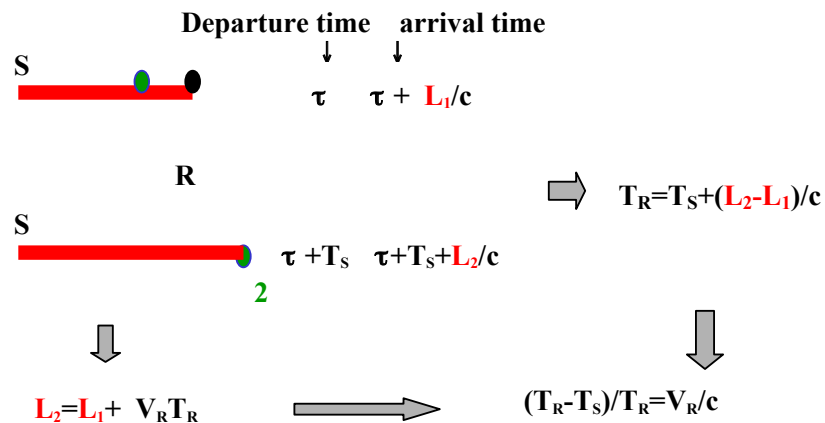 Departure time arrival time
S
τ τ + L₁/c
R
T_R=T_S+(L₂-L₁)/c
S
τ +T_S τ+T_S+L₂/c
2
L₂=L₁+ V_RT_R
(T_R-T_S)/T_R=V_R/c